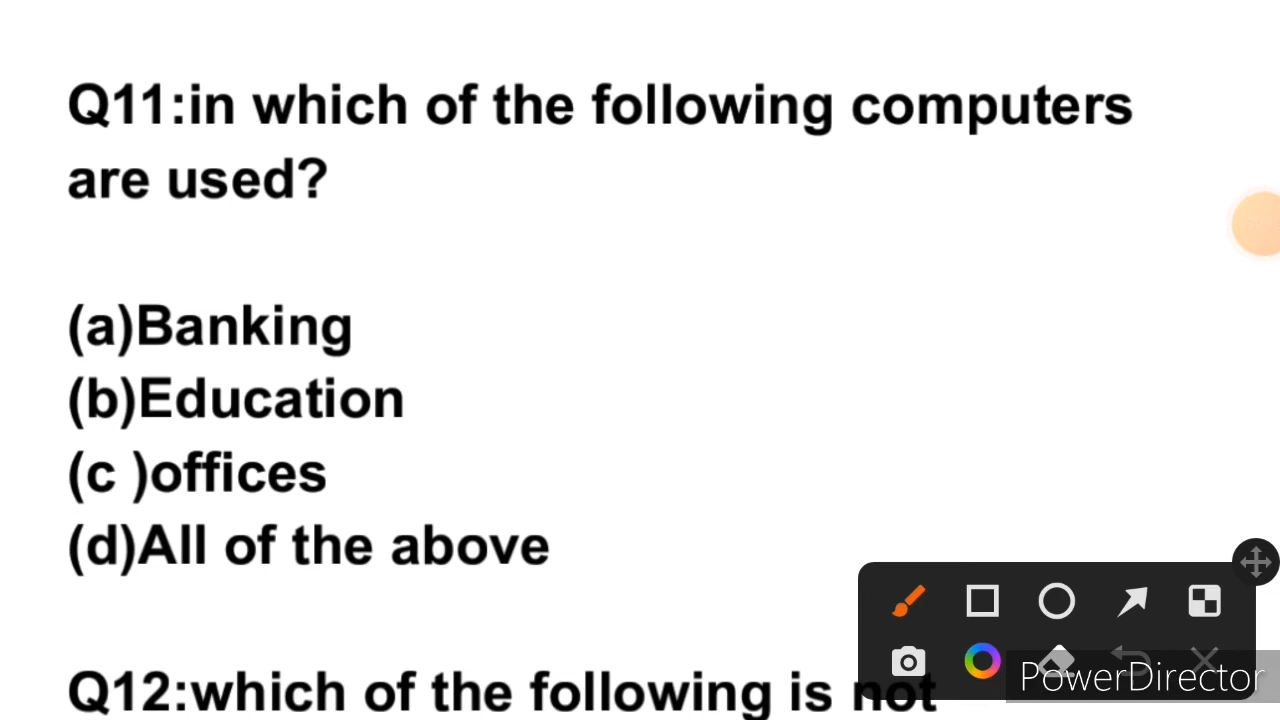 Q11:in which of the following computers
are used?
(a)Banking
(b)Education
(c )offices
(d)All of the above
Q12:which of the following is not
PowerDirector